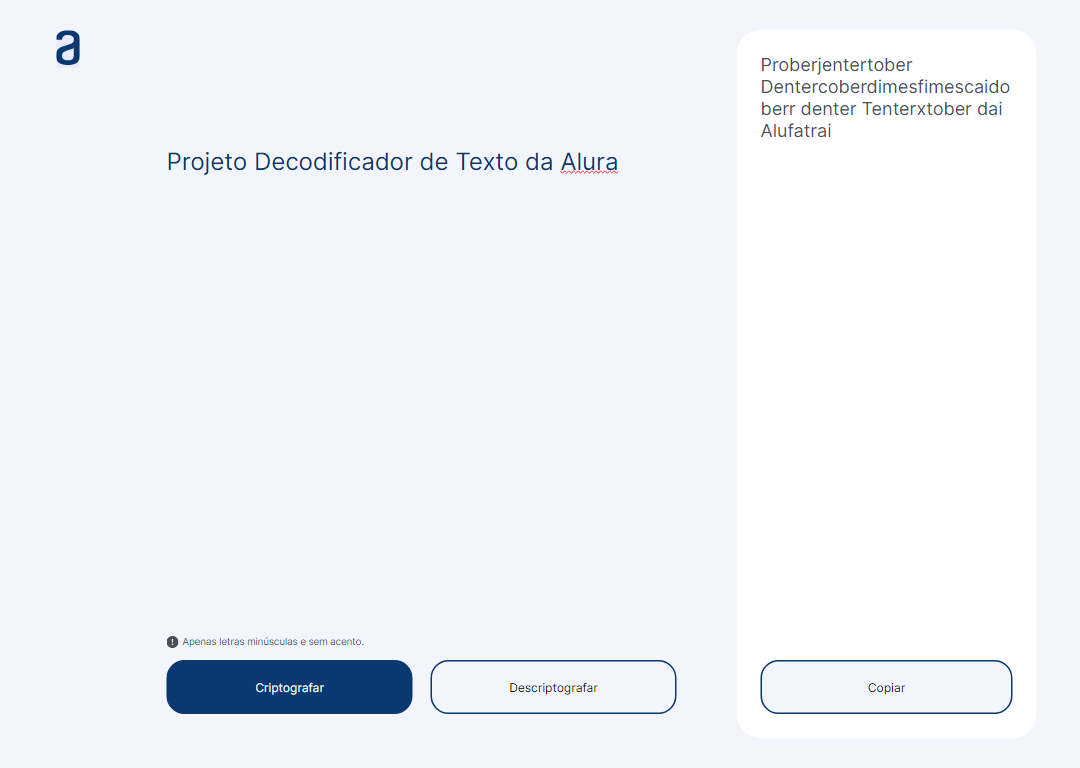 a
Projeto Decodificador de Texto da Alura
Apenas letras minúsculas e sem acento.
Criptografar
Descriptografar
Proberjentertober
Dentercoberdimesfimescaido
berr denter Tenterxtober dai
Alufatrai
Copiar